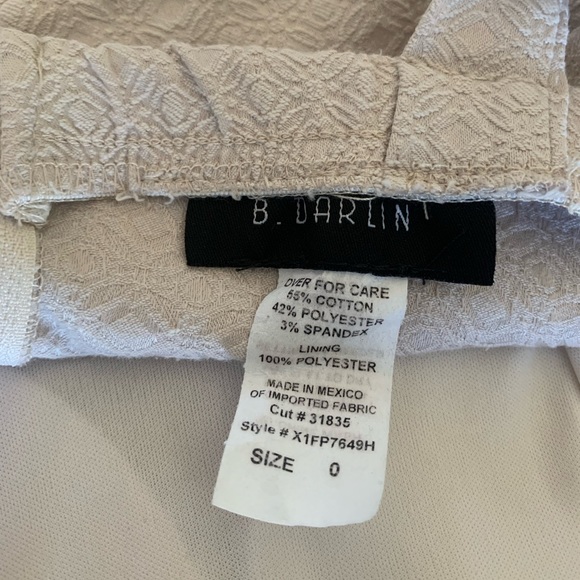 B. DARLIN
OVER FOR CARE
55% COTTON
42% POLYESTER
3% SPANDEX
LINING
100% POLYESTER
MADE IN MEXICO
OF IMPORTED FABRIC
Cut # 31835
Style # X1FP7649H
SIZE 0